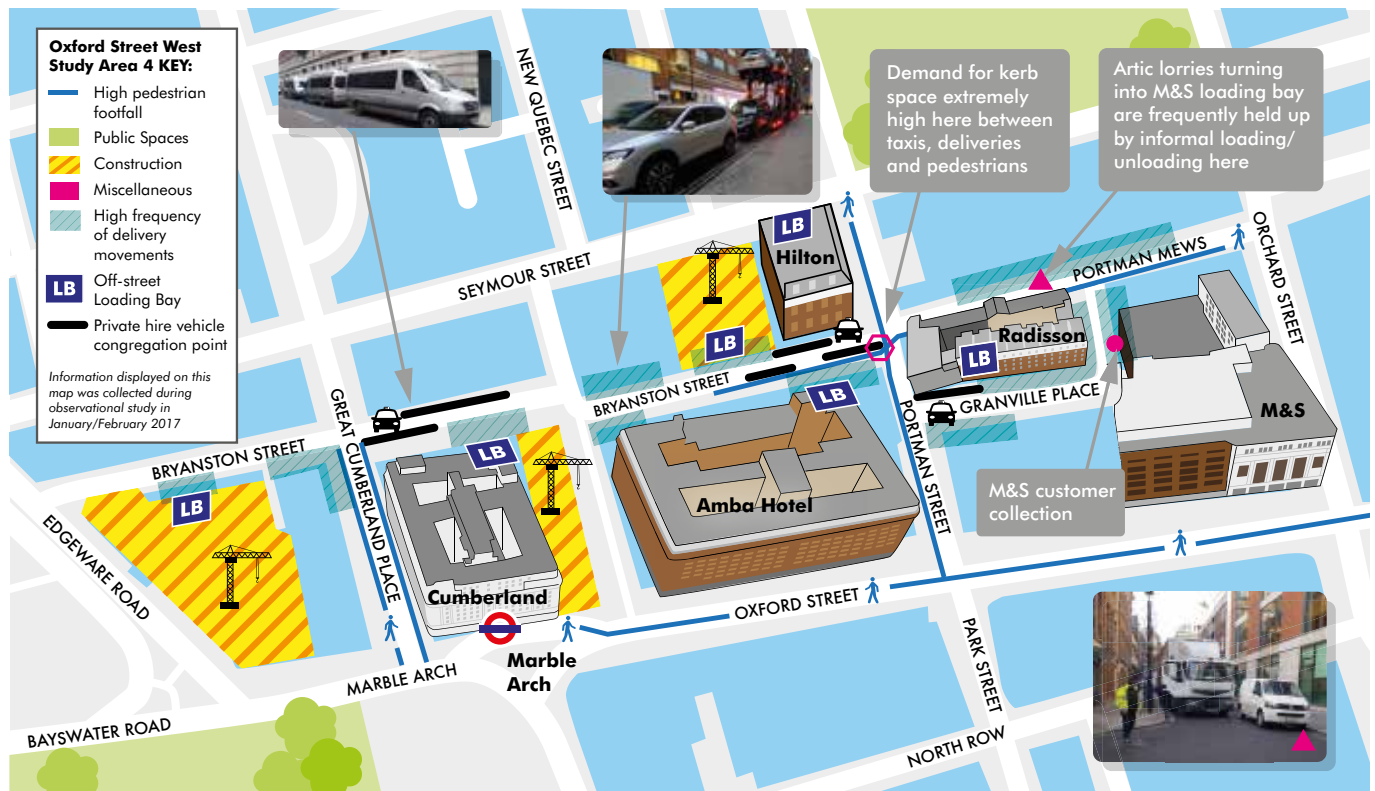 Oxford Street West
Study Area 4 KEY:
High pedestrian
footfall
Public Spaces
Construction
Miscellaneous
High frequency
of delivery
movements
LB
Off-street
Loading Bay
Private hire vehicle
congregation point
Information displayed on this
map was collected during
observational study in
January/February 2017
NEW QUEBEC STREET
Demand for kerb
space extremely
high here between
taxis, deliveries
and pedestrians
Artic lorries turning
into M&S loading bay
are frequently held up
by informal loading/
unloading here
SEYMOUR STREET
LB
Hilton
PORTMAN MEWS
ORCHARD STREET
LB
Radisson
LB
BRYANSTON STREET
LB
GRANVILLE PLACE
PORTMAN STREET
M&S
GREAT CUMBERLAND PLACE
BRYANSTON STREET
LB
LB
Amba Hotel
M&S customer
collection
EDGEWARE ROAD
Cumberland
OXFORD STREET
Marble
Arch
MARBLE ARCH
PARK STREET
BAYSWATER ROAD
NORTH ROW